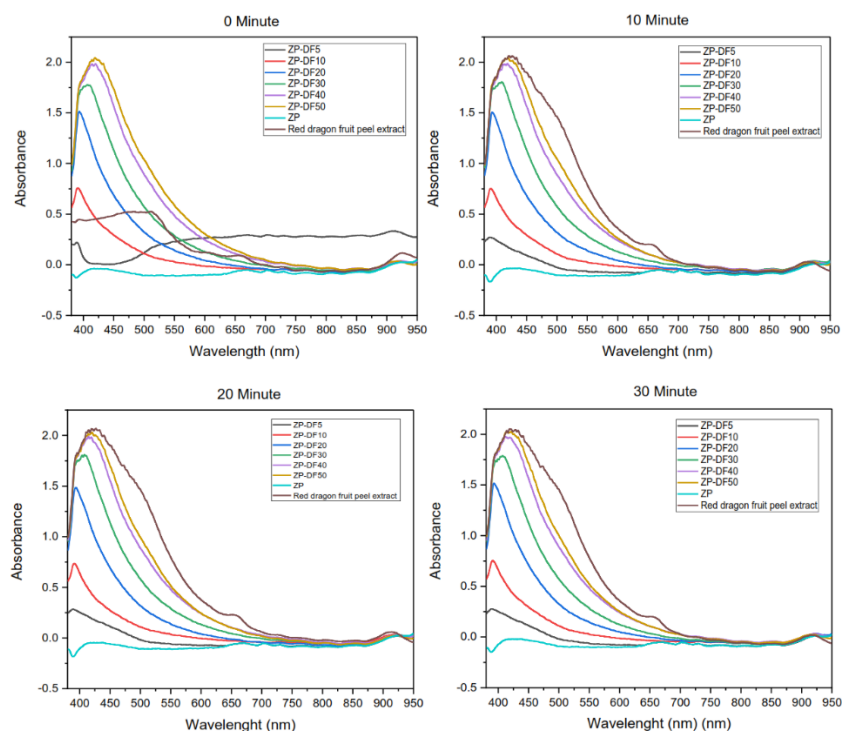 0 Minute
2.5
2.0
1.5
1.0
0.5
0.0
-0.5
Absorbance
ZP-DF5
ZP-DF10
ZP-DF20
ZP-DF30
ZP-DF40
ZP-DF50
ZP
Red dragon fruit peel extract
400 450 500 550 600 650 700 750 800 850 900 950
Wavelength (nm)
10 Minute
2.5
2.0
1.5
1.0
0.5
0.0
-0.5
Absorbance
ZP-DF5
ZP-DF10
ZP-DF20
ZP-DF30
ZP-DF40
ZP-DF50
ZP
Red dragon fruit peel extract
400 450 500 550 600 650 700 750 800 850 900 950
Wavelenght (nm)
20 Minute
2.0
1.5
1.0
0.5
0.0
-0.5
Absorbance
ZP-DF5
ZP-DF10
ZP-DF20
ZP-DF30
ZP-DF40
ZP-DF50
ZP
Red dragon fruit peel extract
400 450 500 550 600 650 700 750 800 850 900 950
Wavelenght (nm)
30 Minute
2.0
1.5
1.0
0.5
0.0
-0.5
Absorbance
ZP-DF5
ZP-DF10
ZP-DF20
ZP-DF30
ZP-DF40
ZP-DF50
ZP
Red dragon fruit peel extract
400 450 500 550 600 650 700 750 800 850 900 950
Wavelenght (nm) (nm)